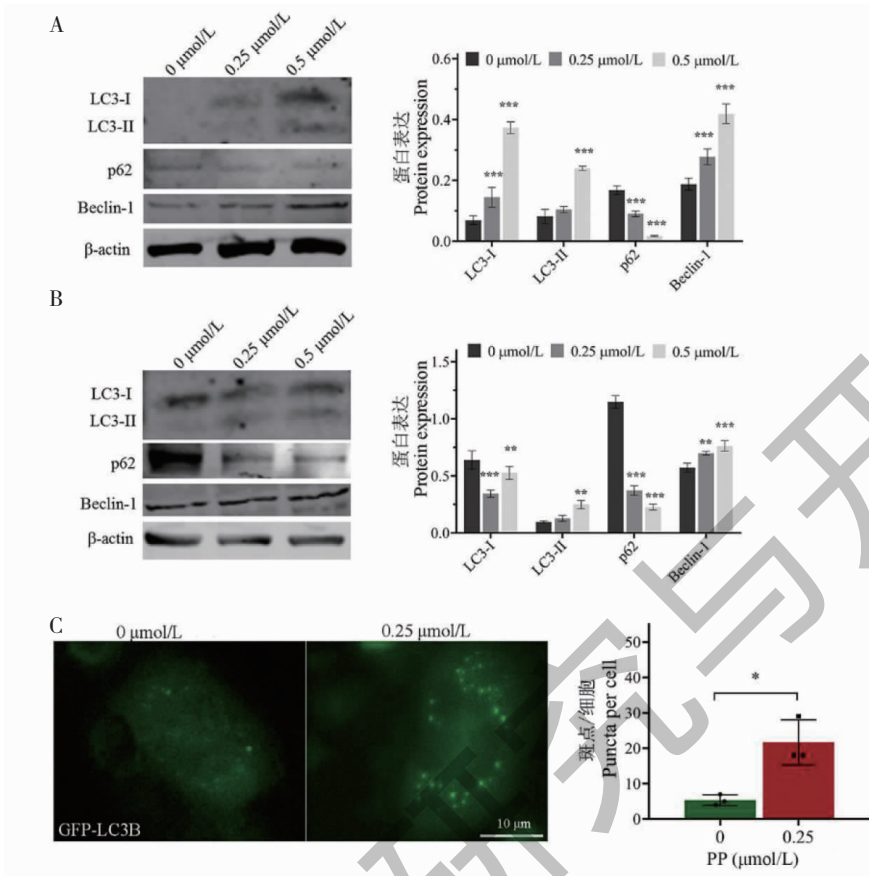 A
0 μmol/L 0.25 μmol/L 0.5 μmol/L
LC3-I
LC3-II
p62
Beclin-1
β-actin
0 μmol/L 0.25 μmol/L 0.5 μmol/L
蛋白表达
Protein expression
0.6
0.4
0.2
0.0
*** *** *** *** *** *** ***
LC3-I LC3-II p62 Beclin-1
B
0 μmol/L 0.25 μmol/L 0.5 μmol/L
LC3-I
LC3-II
p62
Beclin-1
β-actin
0 μmol/L 0.25 μmol/L 0.5 μmol/L
蛋白表达
Protein expression
1.5
1.0
0.5
0.0
*** ** ** *** *** ** ***
LC3-I LC3-II p62 Beclin-1
C
0 μmol/L 0.25 μmol/L
GFP-LC3B
10 μm
斑点/细胞
Puncta per cell
50
40
30
20
10
0
*
0 0.25
PP (μmol/L)
研究与开